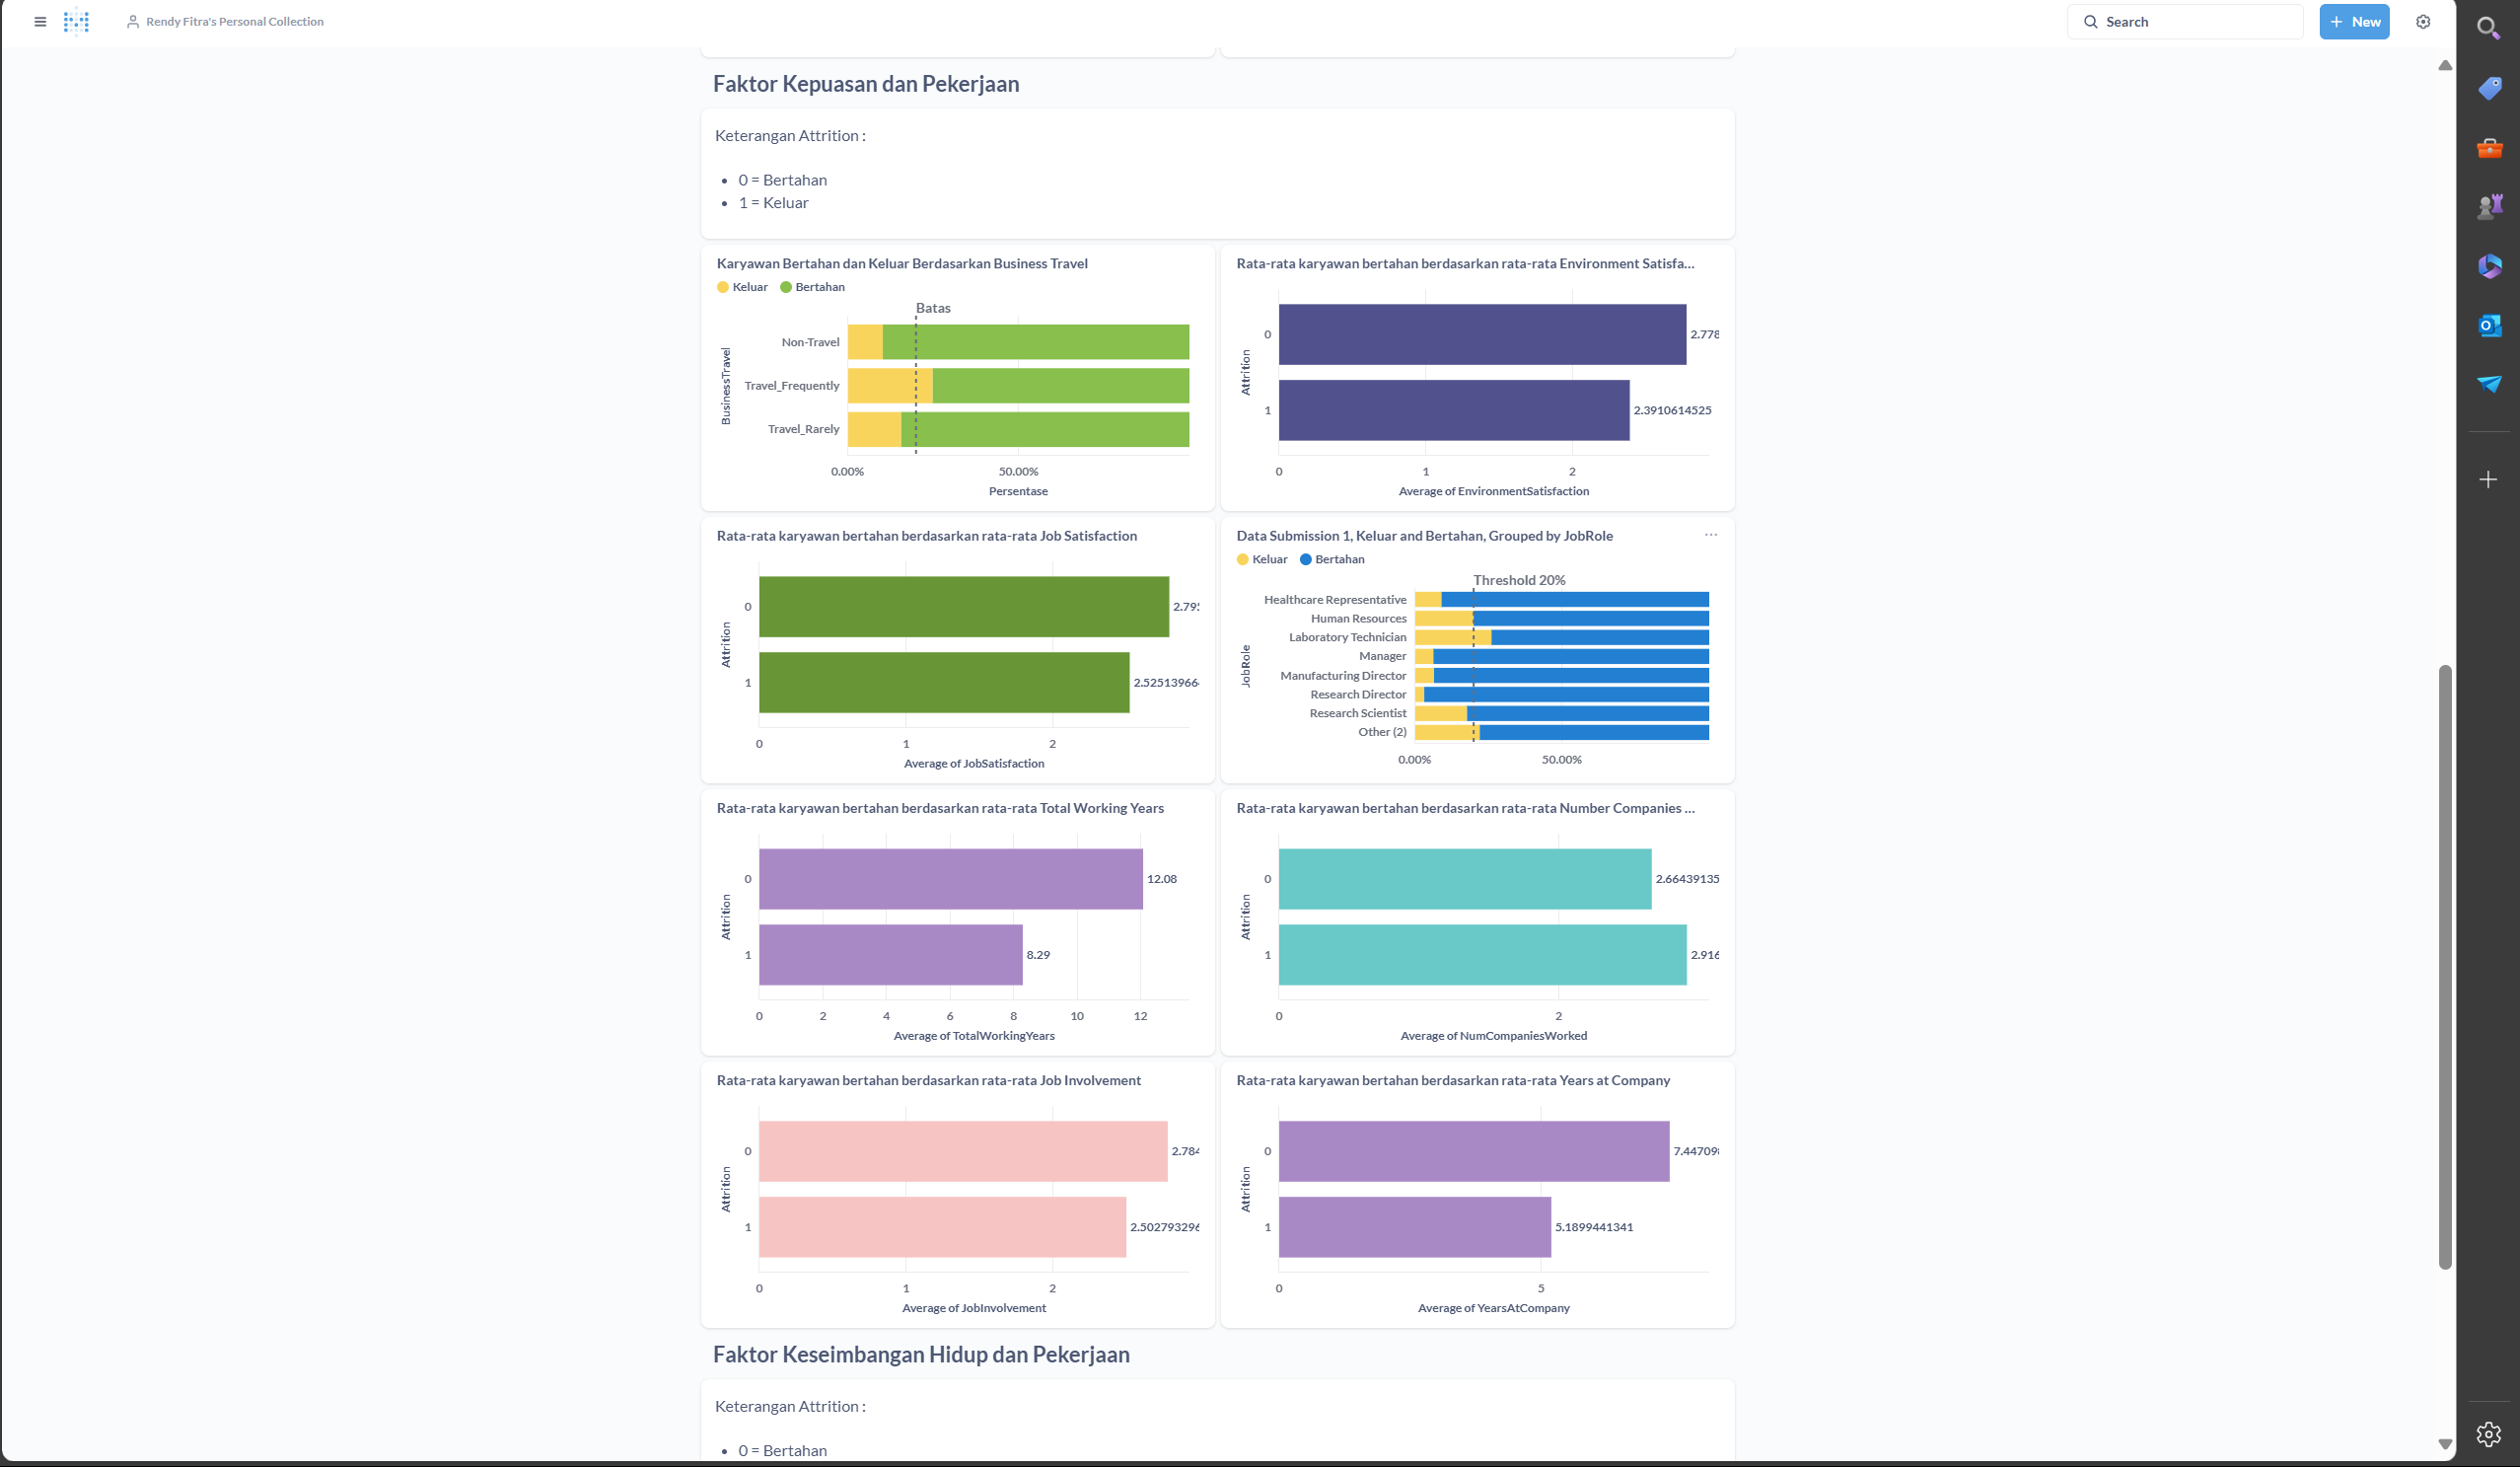 Rendy Fitra's Personal Collection
Search
+ New
Faktor Kepuasan dan Pekerjaan
Keterangan Attrition :
• 0 = Bertahan
• 1 = Keluar
Karyawan Bertahan dan Keluar Berdasarkan Business Travel
Keluar Bertahan
Batas
BusinessTravel
Non-Travel
Travel_Frequently
Travel_Rarely
0.00% 50.00%
Persentase
Rata-rata karyawan bertahan berdasarkan rata-rata Environment Satisfa...
Attrition
0 2.778
1 2.3910614525
0 1 2
Average of EnvironmentSatisfaction
Rata-rata karyawan bertahan berdasarkan rata-rata Job Satisfaction
Attrition
0 2.79
1 2.52513966
0 1 2
Average of JobSatisfaction
Data Submission 1, Keluar and Bertahan, Grouped by JobRole
...
Keluar Bertahan
Threshold 20%
JobRole
Healthcare Representative
Human Resources
Laboratory Technician
Manager
Manufacturing Director
Research Director
Research Scientist
Other (2)
0.00% 50.00%
Rata-rata karyawan bertahan berdasarkan rata-rata Total Working Years
Attrition
0 12.08
1 8.29
0 2 4 6 8 10 12
Average of TotalWorkingYears
Rata-rata karyawan bertahan berdasarkan rata-rata Number Companies ...
Attrition
0 2.66439135
1 2.916
0 2
Average of NumCompaniesWorked
Rata-rata karyawan bertahan berdasarkan rata-rata Job Involvement
Attrition
0 2.784
1 2.502793296
0 1 2
Average of JobInvolvement
Rata-rata karyawan bertahan berdasarkan rata-rata Years at Company
Attrition
0 7.44709
1 5.1899441341
0 5
Average of YearsAtCompany
Faktor Keseimbangan Hidup dan Pekerjaan
Keterangan Attrition :
• 0 = Bertahan